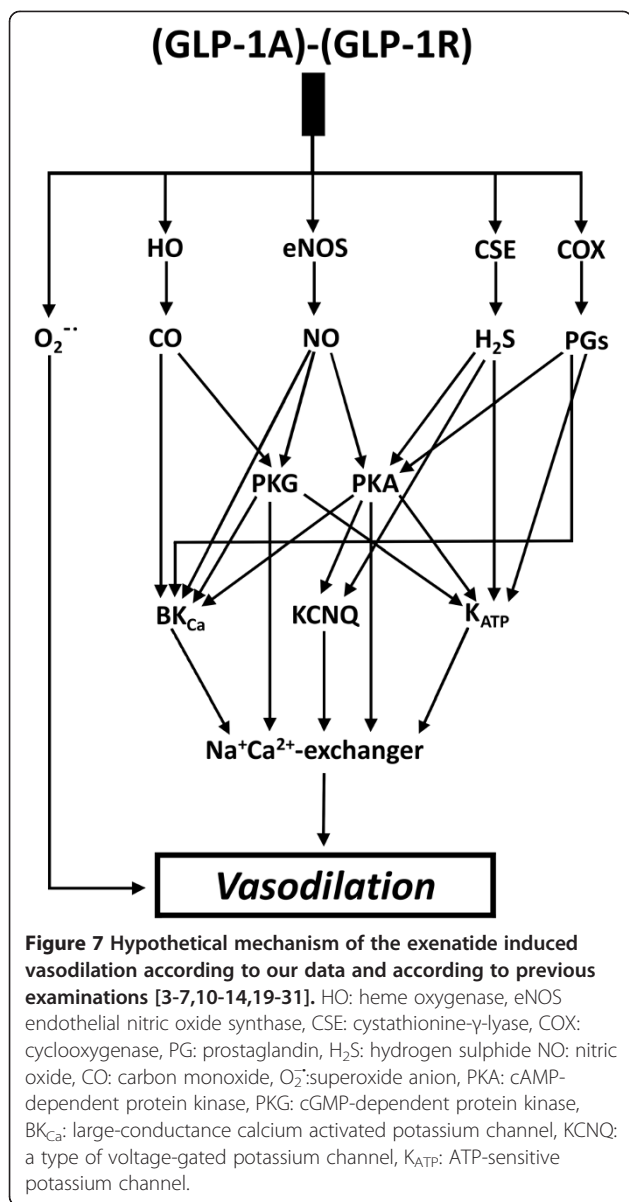 (GLP-1A)-(GLP-1R)
HO eNOS CSE COX
O₂⁻· CO NO H₂S PGs
PKG PKA
BK_Ca KCNQ K_ATP
Na⁺Ca²⁺-exchanger
Vasodilation
Figure 7 Hypothetical mechanism of the exenatide induced
vasodilation according to our data and according to previous
examinations [3-7,10-14,19-31]. HO: heme oxygenase, eNOS
endothelial nitric oxide synthase, CSE: cystathionine-γ-lyase, COX:
cyclooxygenase, PG: prostaglandin, H₂S: hydrogen sulphide NO: nitric
oxide, CO: carbon monoxide, O₂⁻·:superoxide anion, PKA: cAMP-
dependent protein kinase, PKG: cGMP-dependent protein kinase,
BK_Ca: large-conductance calcium activated potassium channel, KCNQ:
a type of voltage-gated potassium channel, K_ATP: ATP-sensitive
potassium channel.